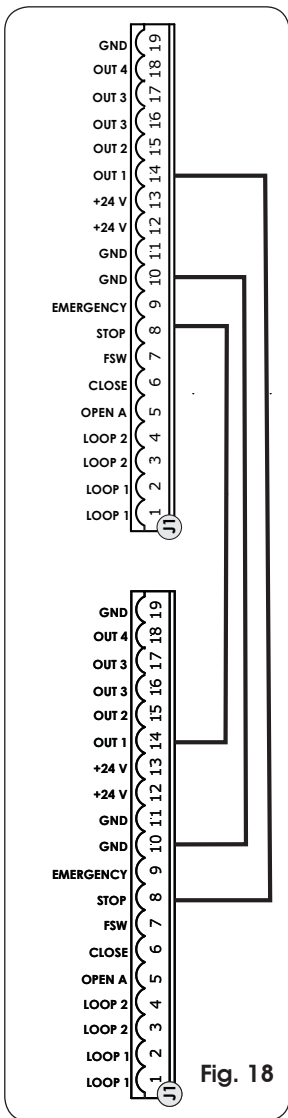 GND 19
OUT 4 18
OUT 3 17
OUT 3 16
OUT 2 15
OUT 1 14
+24 V 13
+24 V 12
GND 11
GND 10
EMERGENCY 9
STOP 8
FSW 7
CLOSE 6
OPEN A 5
LOOP 2 4
LOOP 2 3
LOOP 1 2
LOOP 1 1
J1
GND 19
OUT 4 18
OUT 3 17
OUT 3 16
OUT 2 15
OUT 1 14
+24 V 13
+24 V 12
GND 11
GND 10
EMERGENCY 9
STOP 8
FSW 7
CLOSE 6
OPEN A 5
LOOP 2 4
LOOP 2 3
LOOP 1 2
LOOP 1 1
J1
Fig. 18